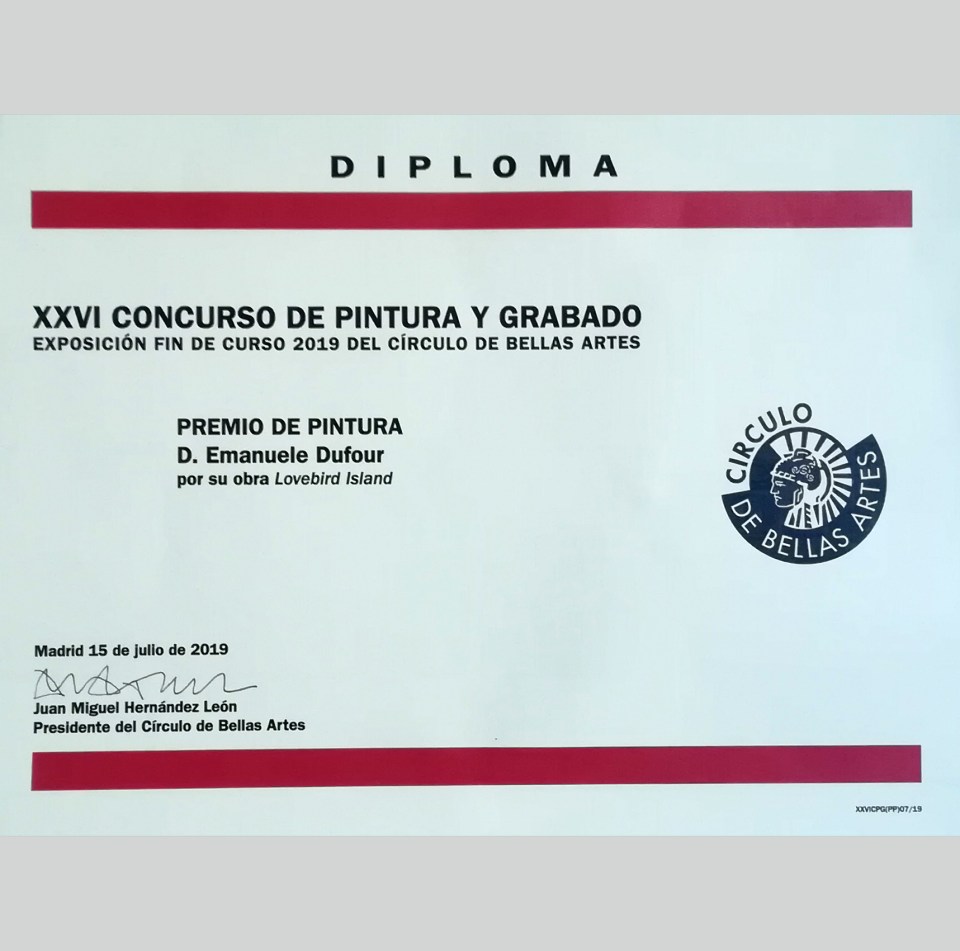 DIPLOMA
XXVI CONCURSO DE PINTURA Y GRABADO
EXPOSICIÓN FIN DE CURSO 2019 DEL CÍRCULO DE BELLAS ARTES
PREMIO DE PINTURA
D. Emanuele Dufour
por su obra Lovebird Island
CIRCULO
DE BELLAS ARTES
Madrid 15 de julio de 2019
Juan Miguel Hernández León
Presidente del Círculo de Bellas Artes
XXVICPG(PP)07/19